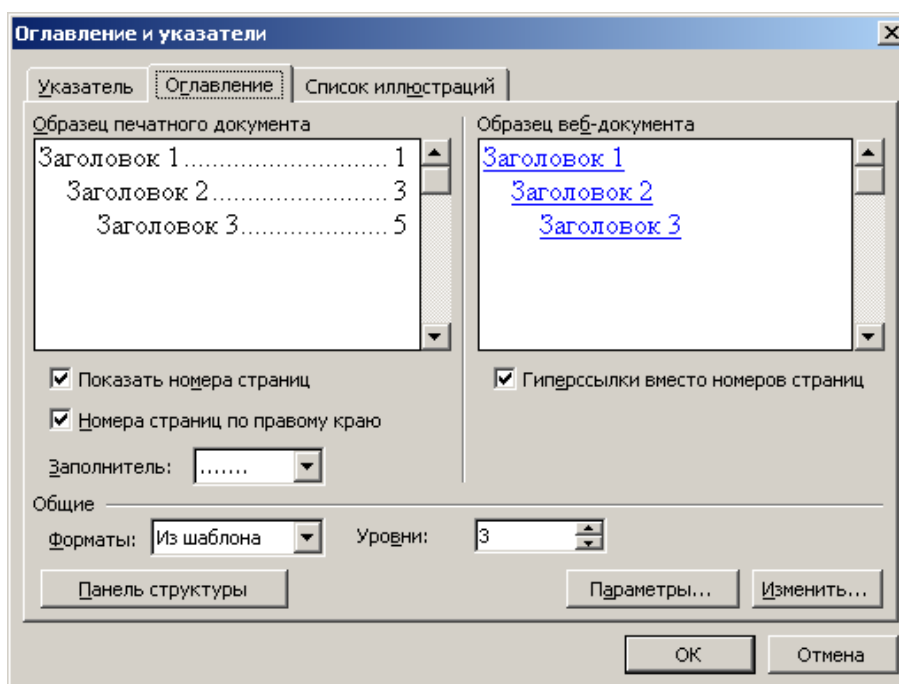 Оглавление и указатели
Указатель Оглавление Список иллюстраций
Образец печатного документа
Заголовок 1.............................. 1
Заголовок 2.......................... 3
Заголовок 3...................... 5
Образец веб-документа
Заголовок 1
Заголовок 2
Заголовок 3
Показать номера страниц
Номера страниц по правому краю
Заполнитель: .......
Гиперссылки вместо номеров страниц
Общие
Форматы: Из шаблона Уровни: 3
Панель структуры Параметры... Изменить...
ОК Отмена